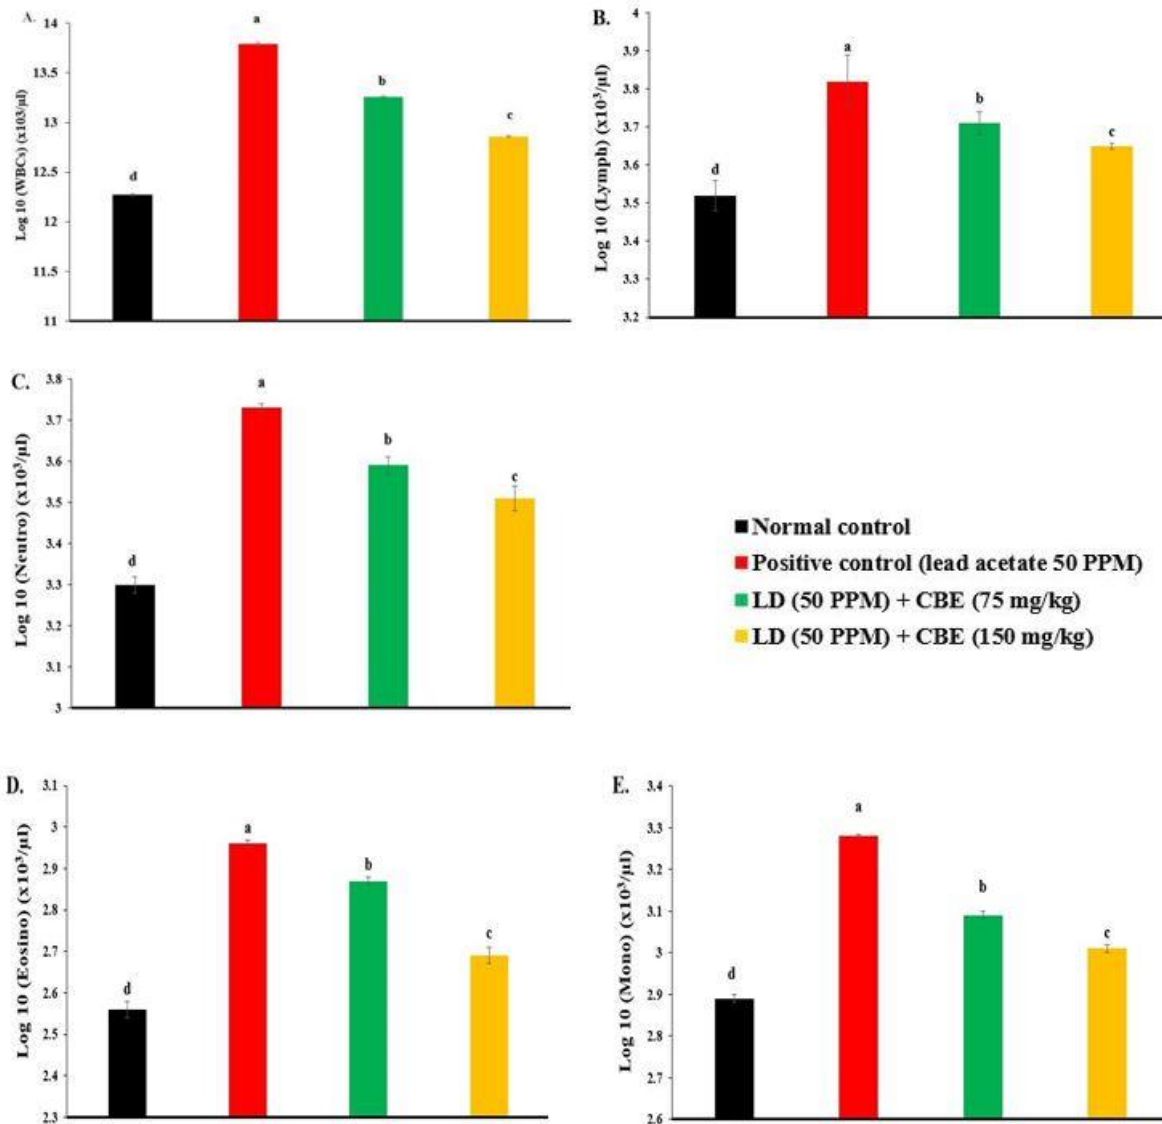 A.
Log 10 (WBCs) (x103/µl)
14
13.5
13
12.5
12
11.5
11
d
a
b
c
B.
Log 10 (Lymph) (x10³/µl)
4
3.9
3.8
3.7
3.6
3.5
3.4
3.3
3.2
d
a
b
c
C.
Log 10 (Neutro) (x10³/µl)
3.8
3.7
3.6
3.5
3.4
3.3
3.2
3.1
3
d
a
b
c
Normal control
Positive control (lead acetate 50 PPM)
LD (50 PPM) + CBE (75 mg/kg)
LD (50 PPM) + CBE (150 mg/kg)
D.
Log 10 (Eosino) (x10³/µl)
3.1
3
2.9
2.8
2.7
2.6
2.5
2.4
2.3
d
a
b
c
E.
Log 10 (Mono) (x10³/µl)
3.4
3.3
3.2
3.1
3
2.9
2.8
2.7
2.6
d
a
b
c